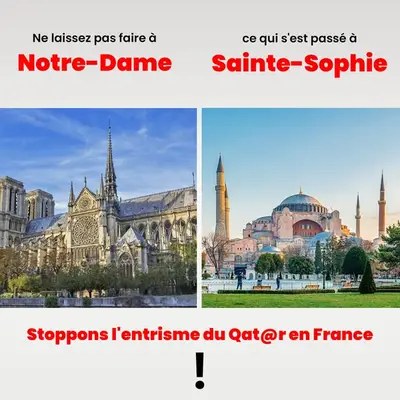 Ne laissez pas faire à
Notre-Dame
ce qui s'est passé à
Sainte-Sophie
Stoppons l'entrisme du Qat@r en France
!